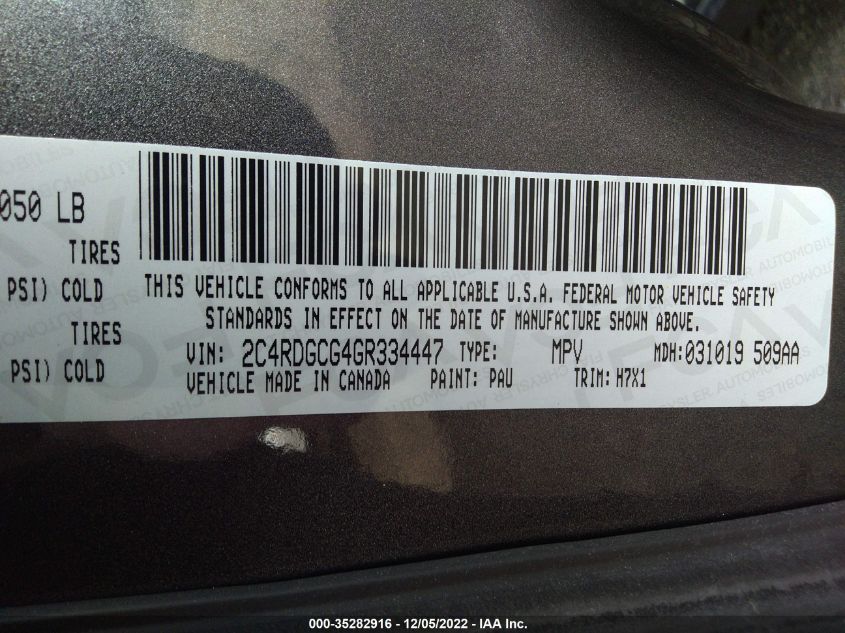 050 LB
TIRES
PSI) COLD
TIRES
PSI) COLD
THIS VEHICLE CONFORMS TO ALL APPLICABLE U.S.A. FEDERAL MOTOR VEHICLE SAFETY
STANDARDS IN EFFECT ON THE DATE OF MANUFACTURE SHOWN ABOVE.
VIN: 2C4RDGCG4GR334447 TYPE: MPV MDH: 031019 509AA
VEHICLE MADE IN CANADA PAINT: PAU TRIM: H7X1
000-35282916 - 12/05/2022 - IAA Inc.